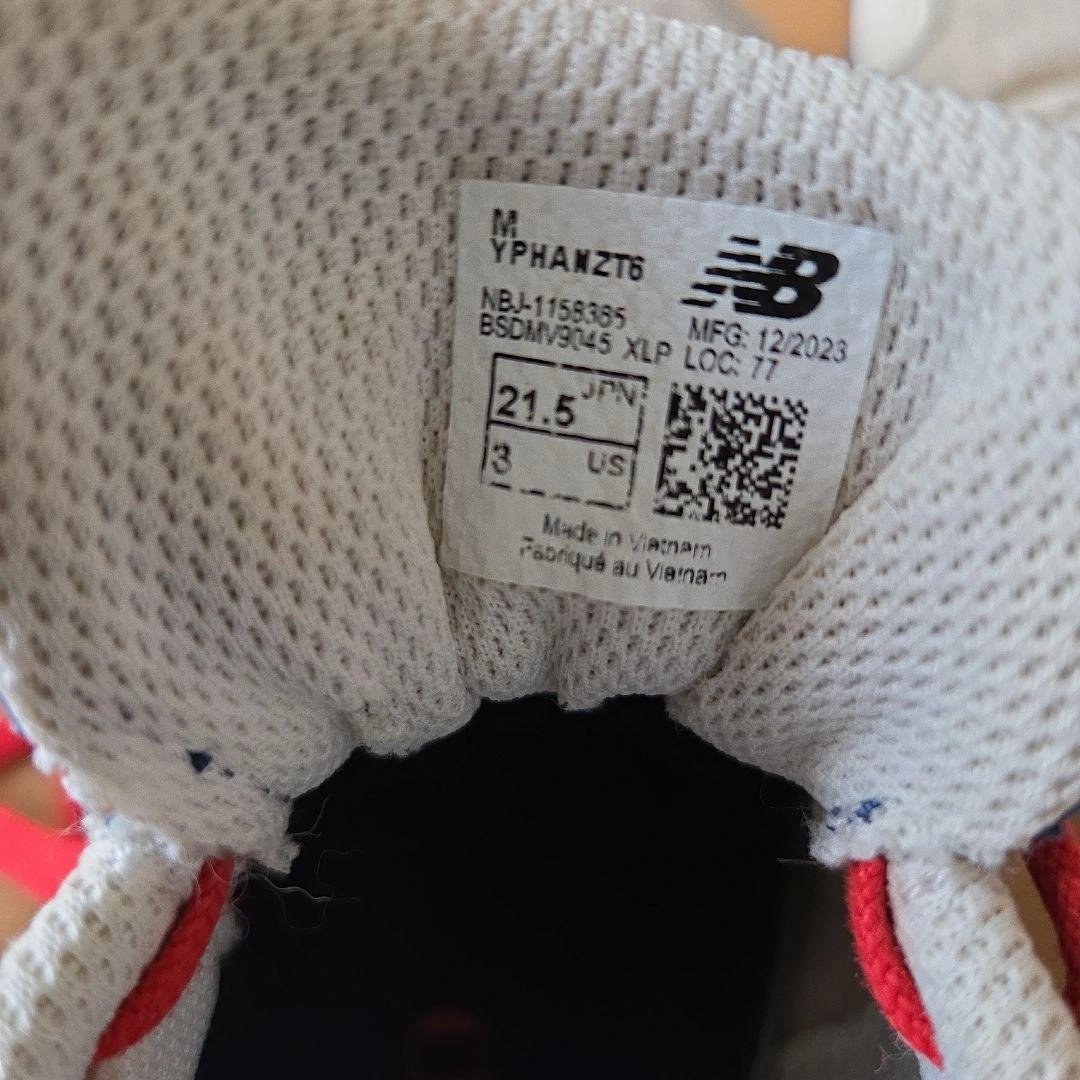 M
YPHANZT6
NB
NBJ-1158365
BSDMV9045 XLP
MFG: 12/2023
LOC: 77
21.5 JPN
3 US
Made in Vietnam
Fabriqué au Vietnam